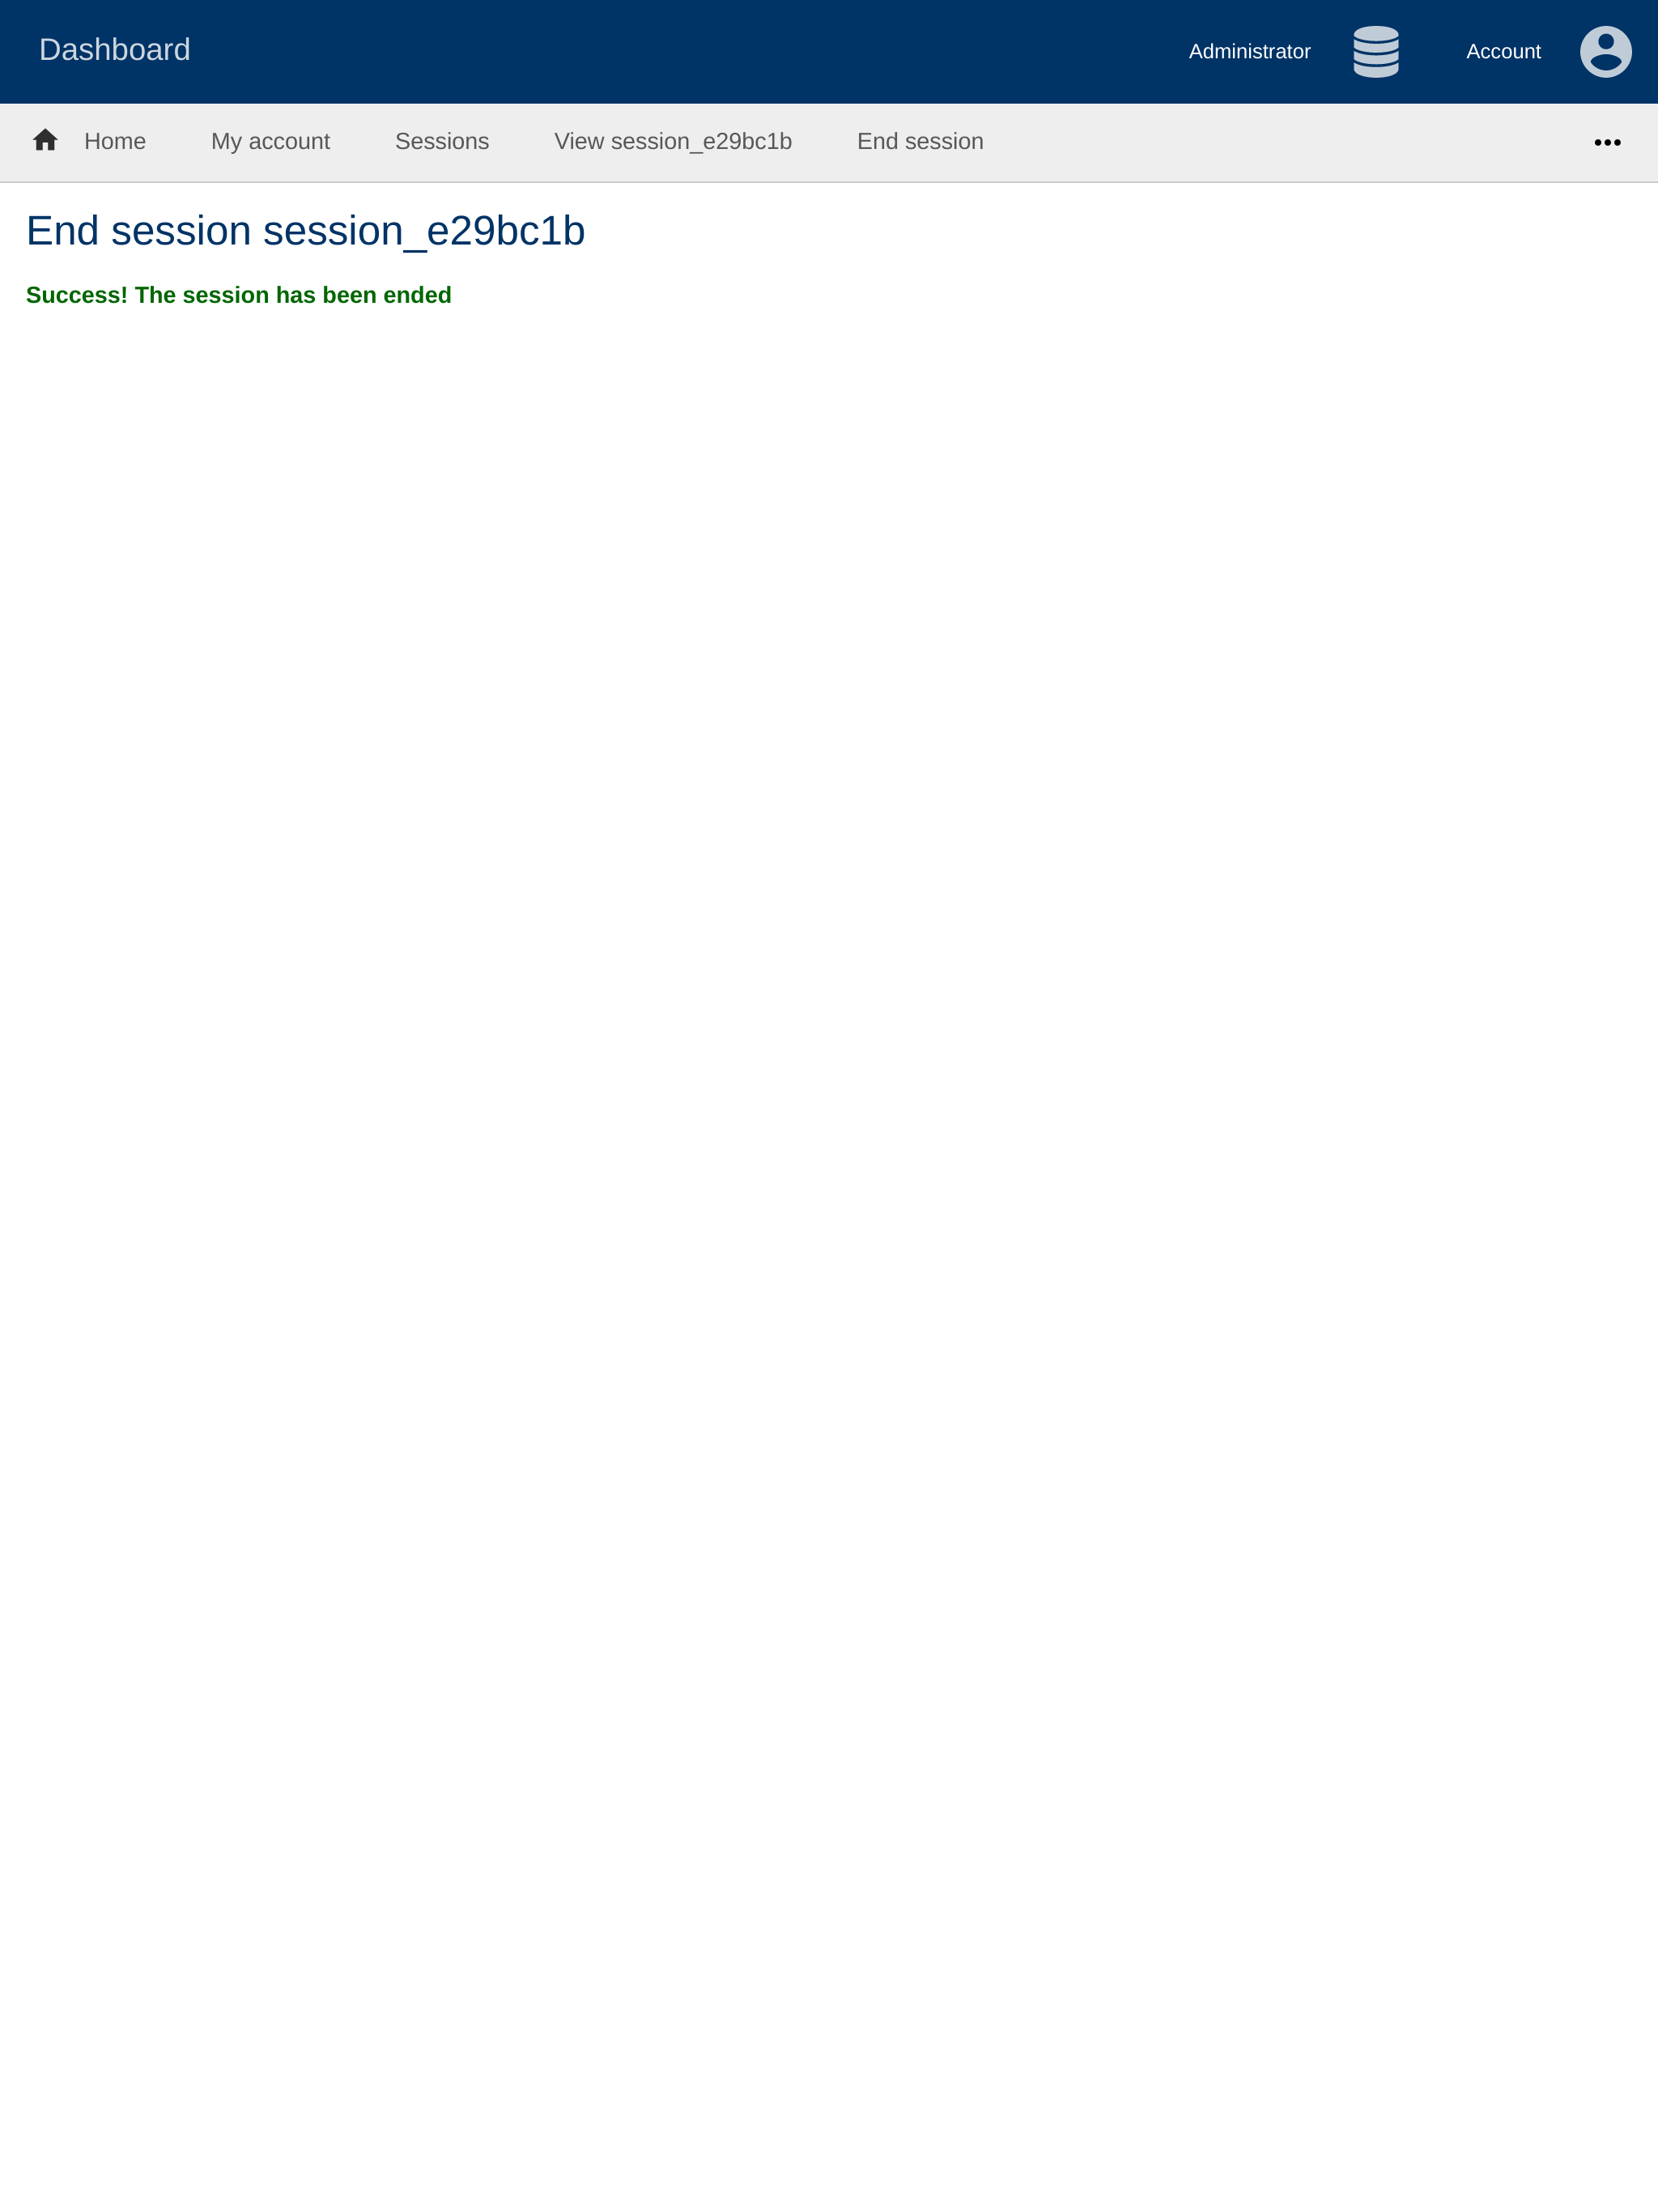 Dashboard
Administrator
Account
Home
My account
Sessions
View session_e29bc1b
End session
End session session_e29bc1b
Success! The session has been ended